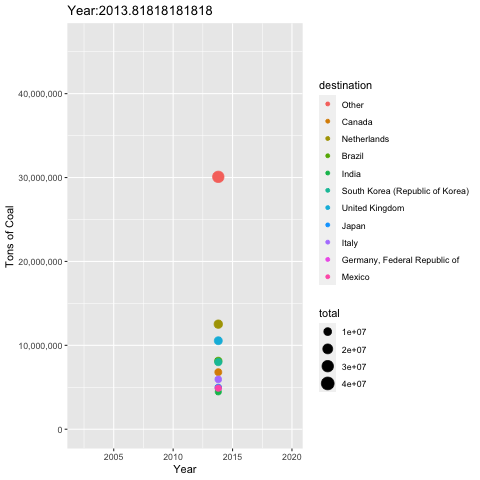 Year:2013.81818181818
Tons of Coal
40,000,000
30,000,000
20,000,000
10,000,000
0
2005
2010
2015
2020
Year
destination
Other
Canada
Netherlands
Brazil
India
South Korea (Republic of Korea)
United Kingdom
Japan
Italy
Germany, Federal Republic of
Mexico
total
1e+07
2e+07
3e+07
4e+07